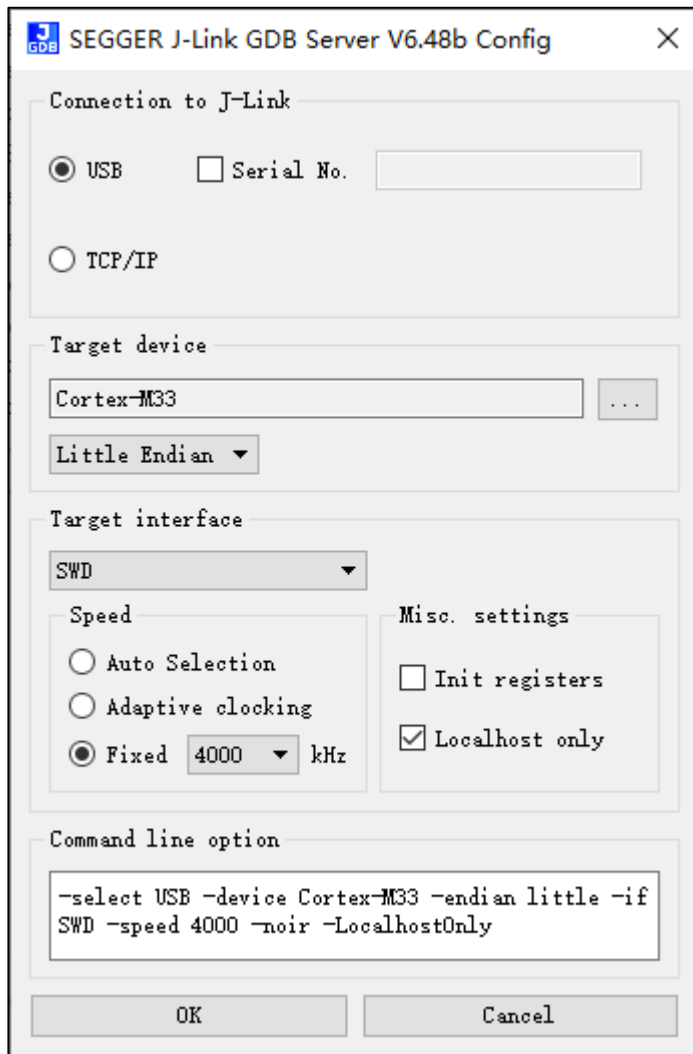 J
GDB
SEGGER J-Link GDB Server V6.48b Config
Connection to J-Link
USB
Serial No.
TCP/IP
Target device
Cortex-M33
...
Little Endian
Target interface
SWD
Speed
Auto Selection
Adaptive clocking
Fixed 4000 kHz
Misc. settings
Init registers
Localhost only
Command line option
-select USB -device Cortex-M33 -endian little -if
SWD -speed 4000 -noir -LocalhostOnly
OK
Cancel